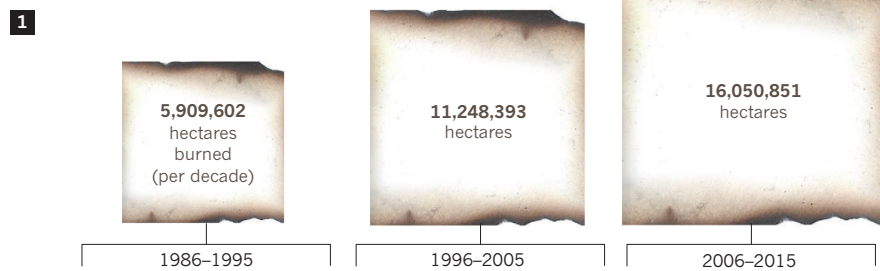 1
5,909,602
hectares
burned
(per decade)
11,248,393
hectares
16,050,851
hectares
1986–1995
1996–2005
2006–2015